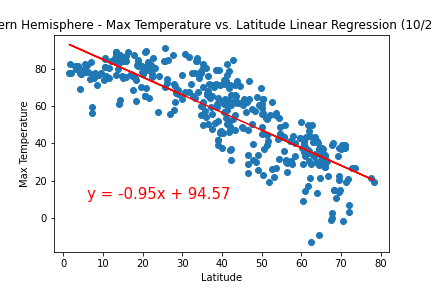 ern Hemisphere - Max Temperature vs. Latitude Linear Regression (10/2
80
60
40
20
0
Max Temperature
y = -0.95x + 94.57
0 10 20 30 40 50 60 70 80
Latitude